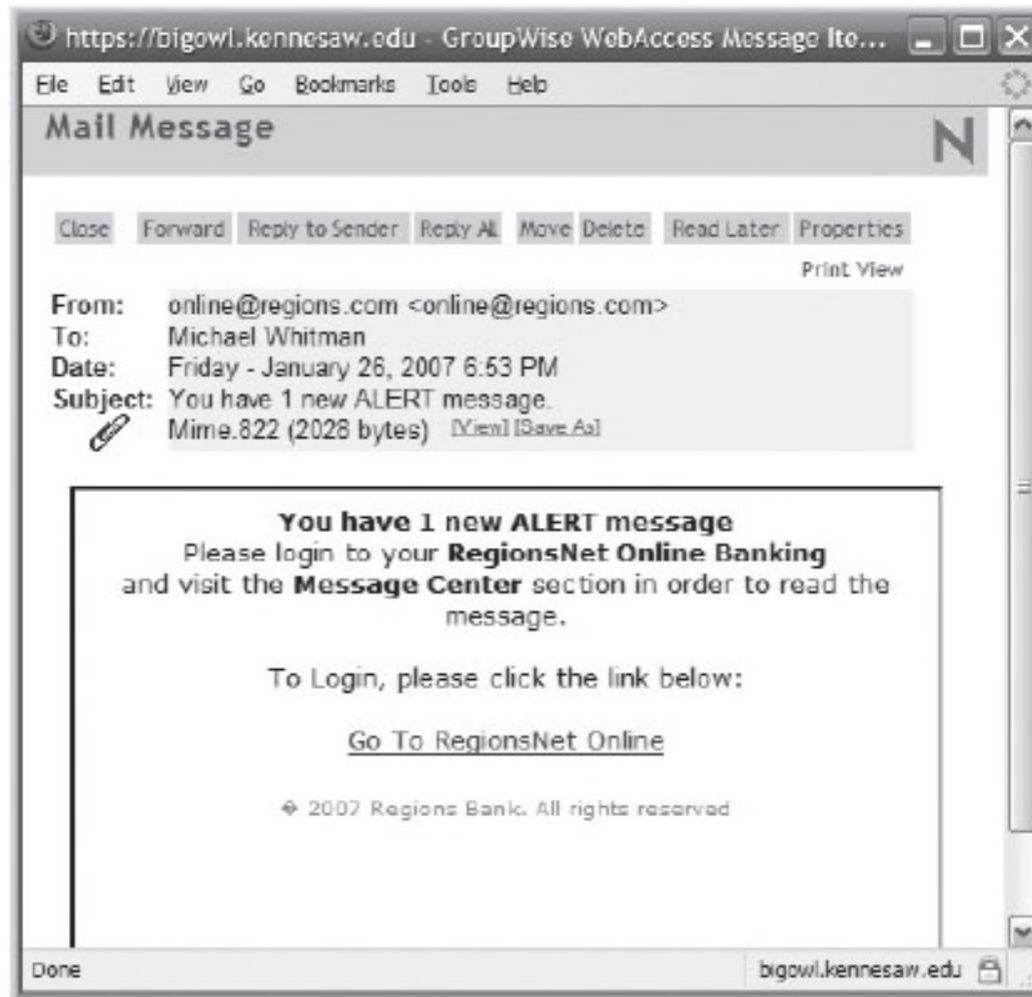 https://bigowl.kennesaw.edu - GroupWise WebAccess Message Ite...
File Edit View Go Bookmarks Tools Help
Mail Message
N
Close Forward Reply to Sender Reply All Move Delete Read Later Properties
Print View
From: online@regions.com <online@regions.com>
To: Michael Whitman
Date: Friday - January 26, 2007 6:53 PM
Subject: You have 1 new ALERT message.
Mime.822 (2028 bytes) [View] [Save As]
You have 1 new ALERT message
Please login to your RegionsNet Online Banking
and visit the Message Center section in order to read the
message.
To Login, please click the link below:
Go To RegionsNet Online
� 2007 Regions Bank. All rights reserved
Done bigowl.kennesaw.edu